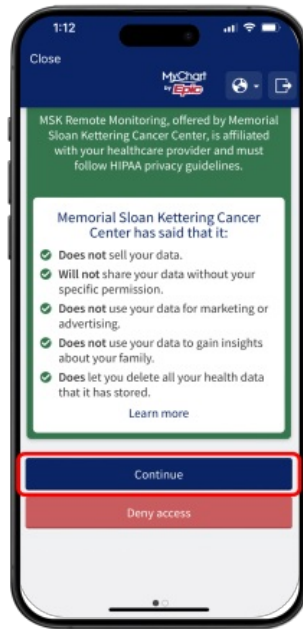 1:12
Close
MyChart
by Epic
MSK Remote Monitoring, offered by Memorial
Sloan Kettering Cancer Center, is affiliated
with your healthcare provider and must
follow HIPAA privacy guidelines.
Memorial Sloan Kettering Cancer
Center has said that it:
Does not sell your data.
Will not share your data without your
specific permission.
Does not use your data for marketing or
advertising.
Does not use your data to gain insights
about your family.
Does let you delete all your health data
that it has stored.
Learn more
Continue
Deny access